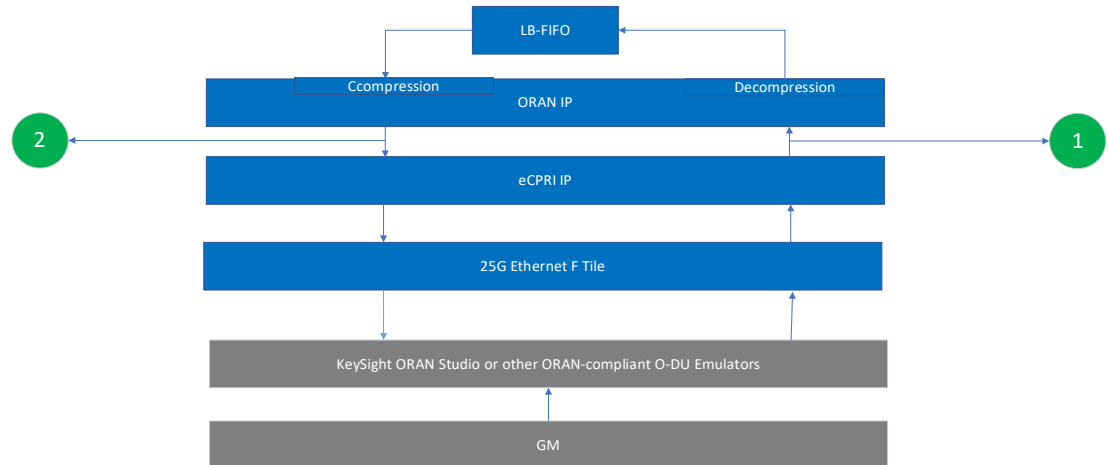 LB-FIFO
Ccompression
Decompression
ORAN IP
2
1
eCPRI IP
25G Ethernet F Tile
KeySight ORAN Studio or other ORAN-compliant O-DU Emulators
GM